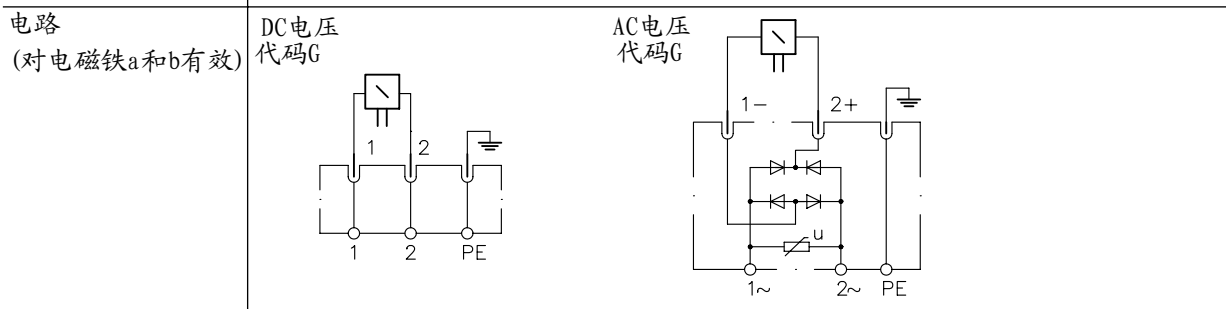 电路
(对电磁铁a和b有效)
DC电压
代码G
1 2
1 2 PE
AC电压
代码G
1- 2+
u
1~ 2~ PE